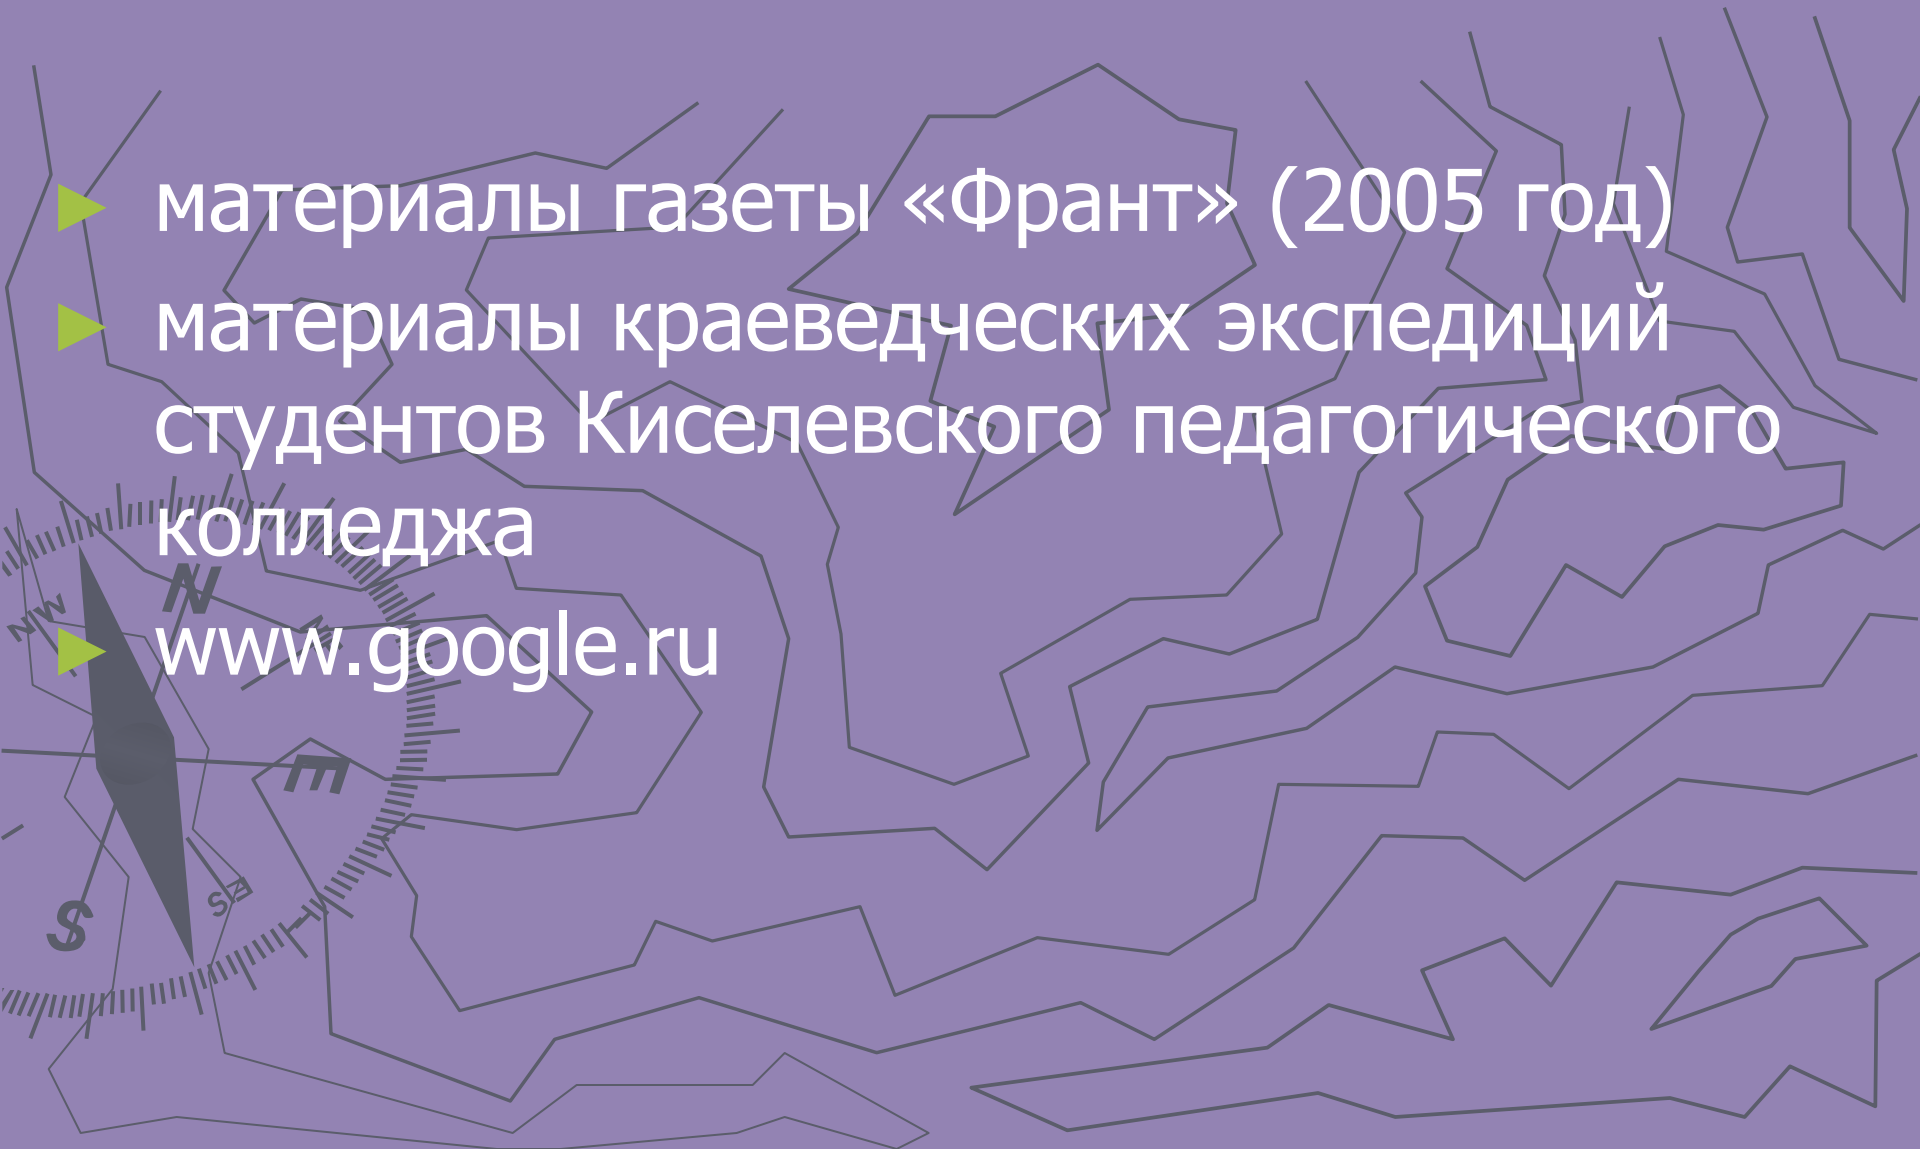 ► материалы газеты «Франт» (2005 год)
► материалы краеведческих экспедиций
студентов Киселевского педагогического
колледжа
► www.google.ru
NW
N
E
SE
S